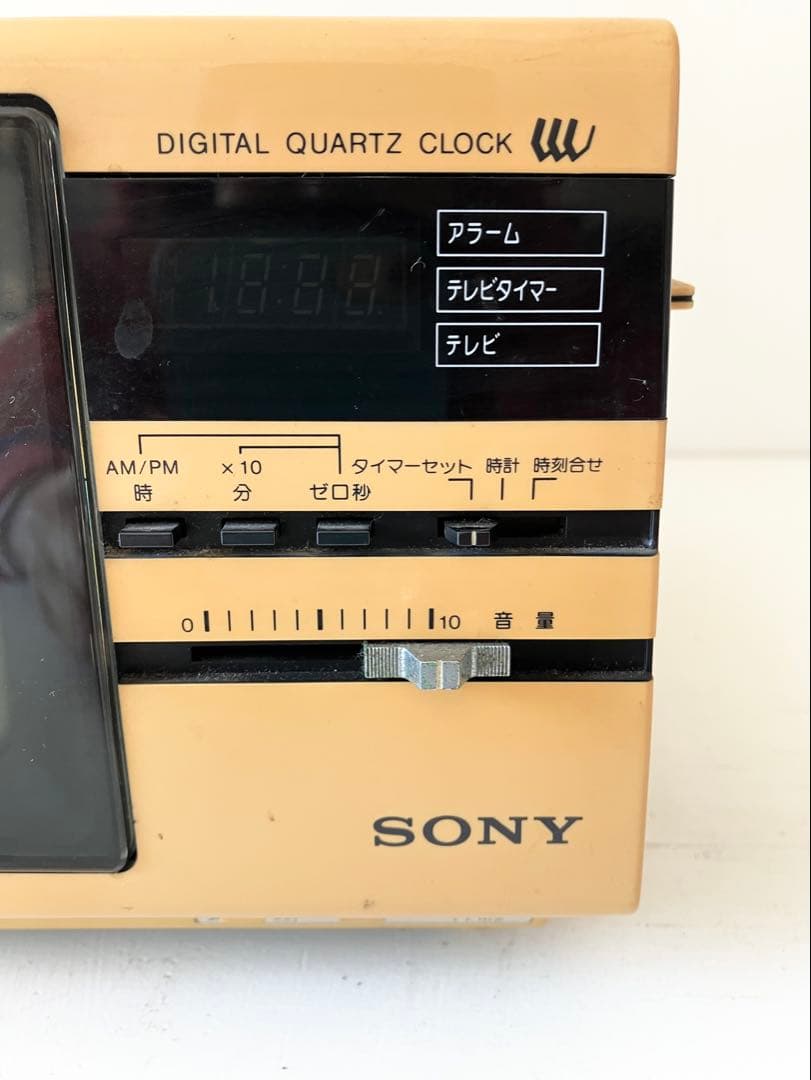 DIGITAL QUARTZ CLOCK
アラーム
テレビタイマー
テレビ
AM/PM ×10 タイマーセット 時計 時刻合せ
時 分 ゼロ秒
0 10 音量
SONY